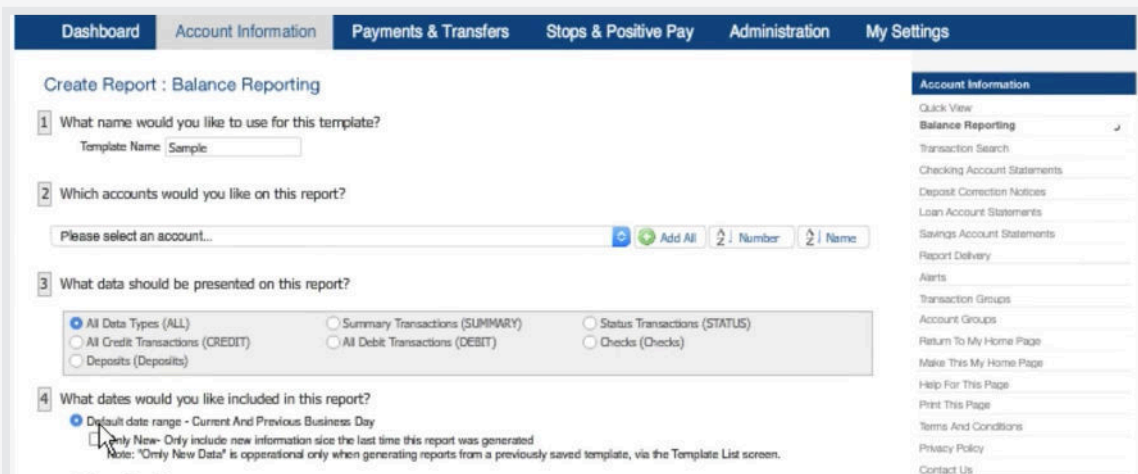 Dashboard Account Information Payments & Transfers Stops & Positive Pay Administration My Settings
Create Report : Balance Reporting
1 What name would you like to use for this template?
Template Name Sample
2 Which accounts would you like on this report?
Please select an account... Add All Number Name
3 What data should be presented on this report?
All Data Types (ALL) Summary Transactions (SUMMARY) Status Transactions (STATUS)
All Credit Transactions (CREDIT) All Debit Transactions (DEBIT) Checks (Checks)
Deposits (Deposiits)
4 What dates would you like included in this report?
Default date range - Current And Previous Business Day
Only New- Only include new information sice the last time this report was generated
Note: "Omly New Data" is opperational only when generating reports from a previously saved template, via the Template List screen.
Account Information
Quick View
Balance Reporting
Transaction Search
Checking Account Statements
Deposit Correction Notices
Loan Account Statements
Savings Account Statements
Report Delivery
Alerts
Transaction Groups
Account Groups
Return To My Home Page
Make This My Home Page
Help For This Page
Print This Page
Terms And Conditions
Privacy Policy
Contact Us